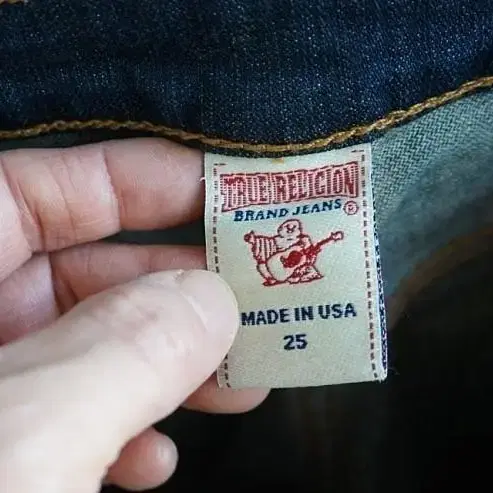 TRUE RELIGION
BRAND JEANS ®
MADE IN USA
25